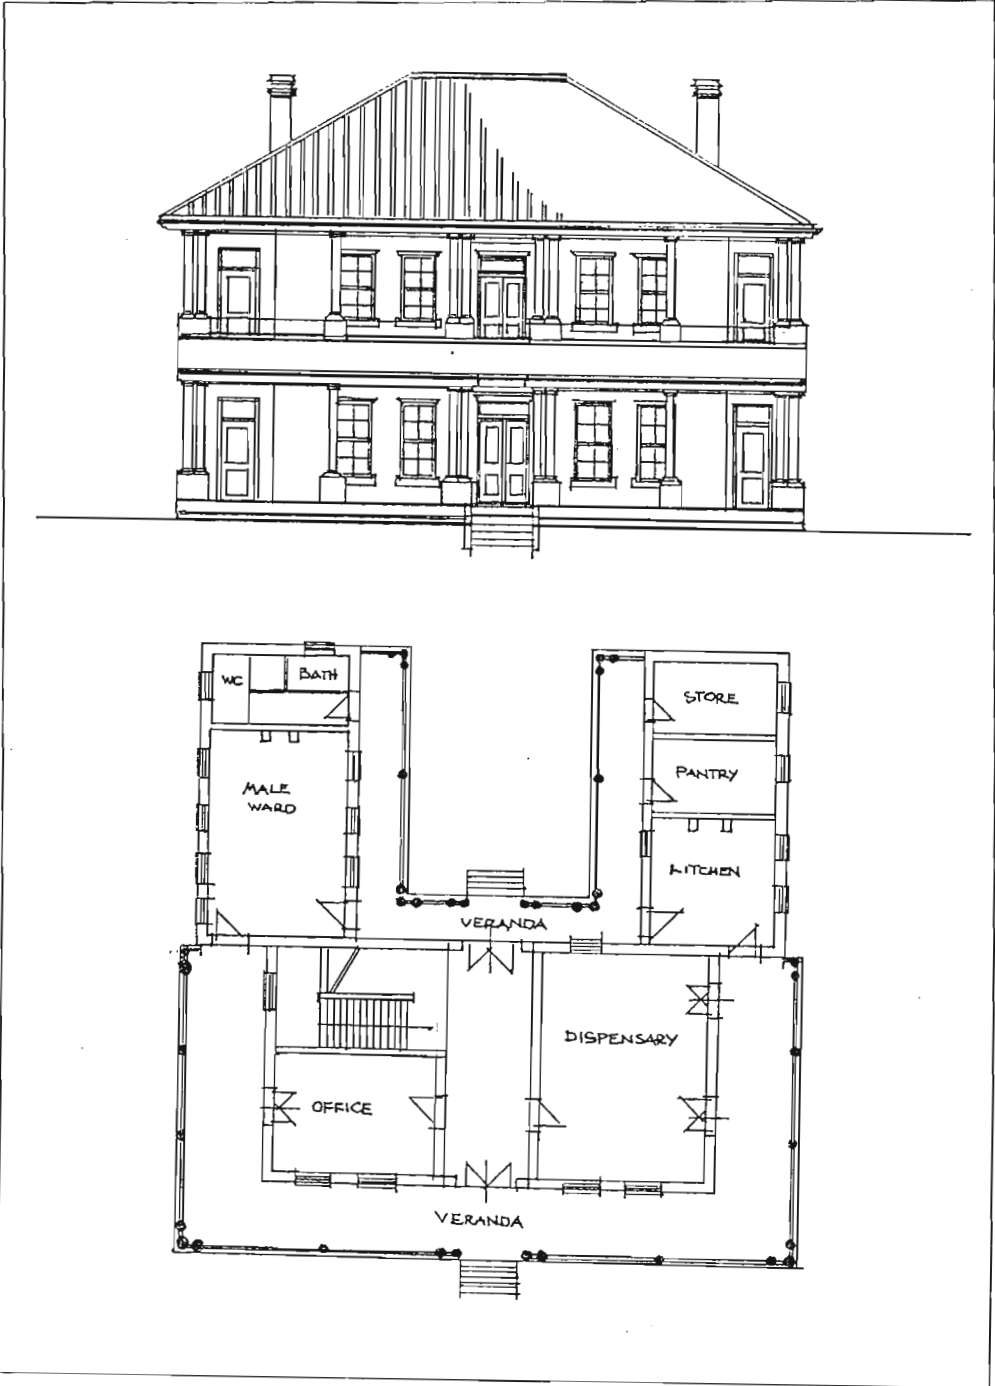 WC
BATH
STORE
PANTRY
MALE
WARD
KITCHEN
VERANDA
DISPENSARY
OFFICE
VERANDA